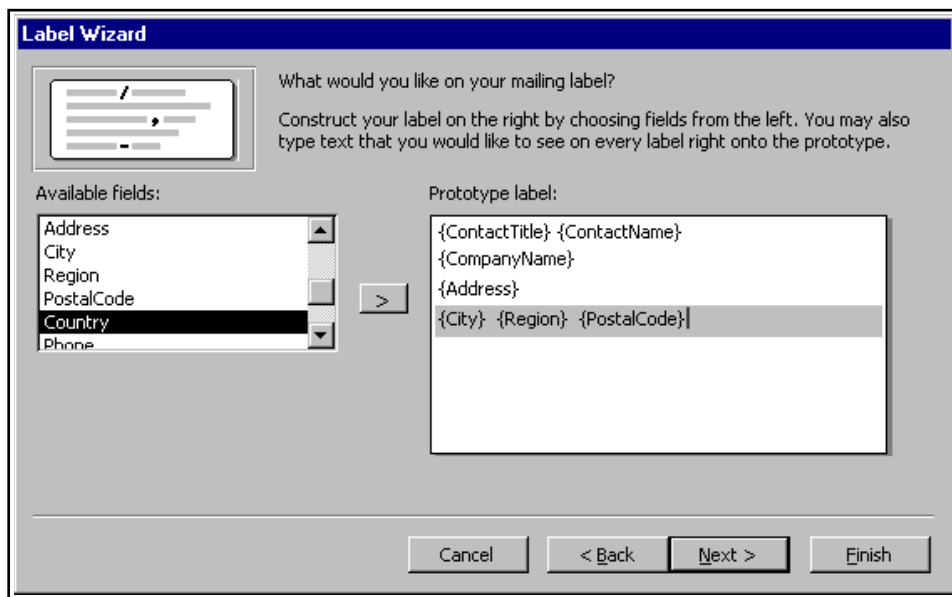 Label Wizard
What would you like on your mailing label?
Construct your label on the right by choosing fields from the left. You may also
type text that you would like to see on every label right onto the prototype.
Available fields:
Address
City
Region
PostalCode
Country
Phone
>
Prototype label:
{ContactTitle} {ContactName}
{CompanyName}
{Address}
{City}  {Region}  {PostalCode}
Cancel
< Back
Next >
Finish